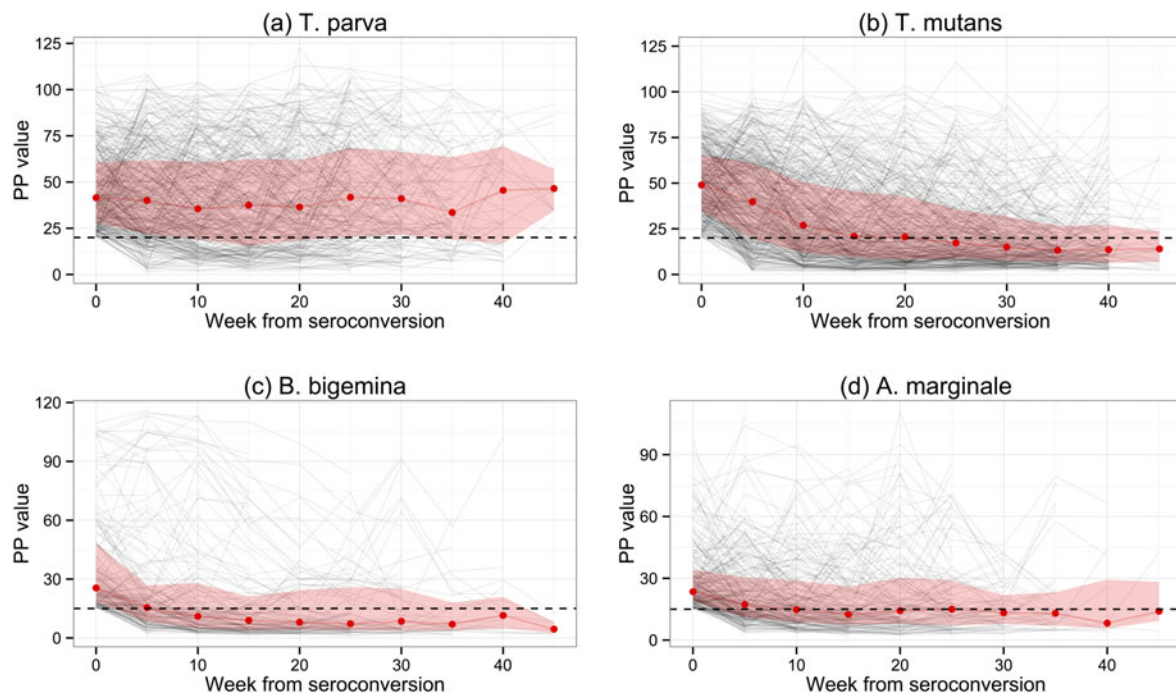 (a) T. parva
125
100
75
50
25
0
PP value
0 10 20 30 40
Week from seroconversion
(b) T. mutans
125
100
75
50
25
0
PP value
0 10 20 30 40
Week from seroconversion
(c) B. bigemina
120
90
60
30
0
PP value
0 10 20 30 40
Week from seroconversion
(d) A. marginale
90
60
30
0
PP value
0 10 20 30 40
Week from seroconversion